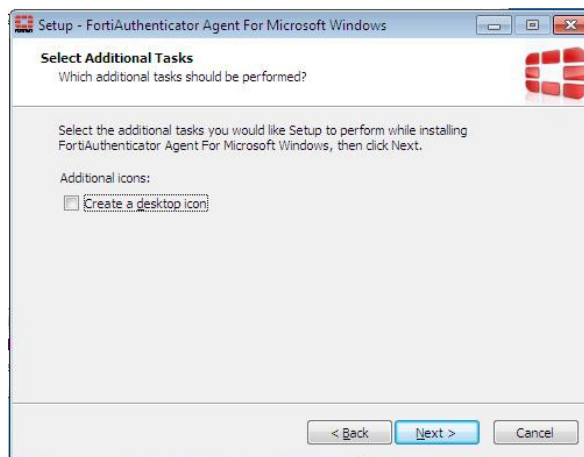 Setup - FortiAuthenticator Agent For Microsoft Windows
Select Additional Tasks
Which additional tasks should be performed?
Select the additional tasks you would like Setup to perform while installing
FortiAuthenticator Agent For Microsoft Windows, then click Next.
Additional icons:
Create a desktop icon
< Back
Next >
Cancel